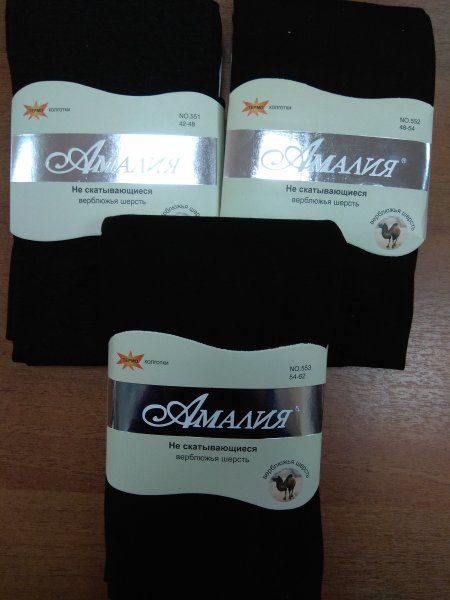 ТЕРМО колготки
NO.551
42-48
АМАЛИЯ
Не скатывающиеся
верблюжья шерсть
ТЕРМО колготки
NO.552
48-54
АМАЛИЯ®
Не скатывающиеся
верблюжья шерсть
верблюжья шерсть
ТЕРМО колготки
NO.553
54-62
АМАЛИЯ®
Не скатывающиеся
верблюжья шерсть
верблюжья шерсть